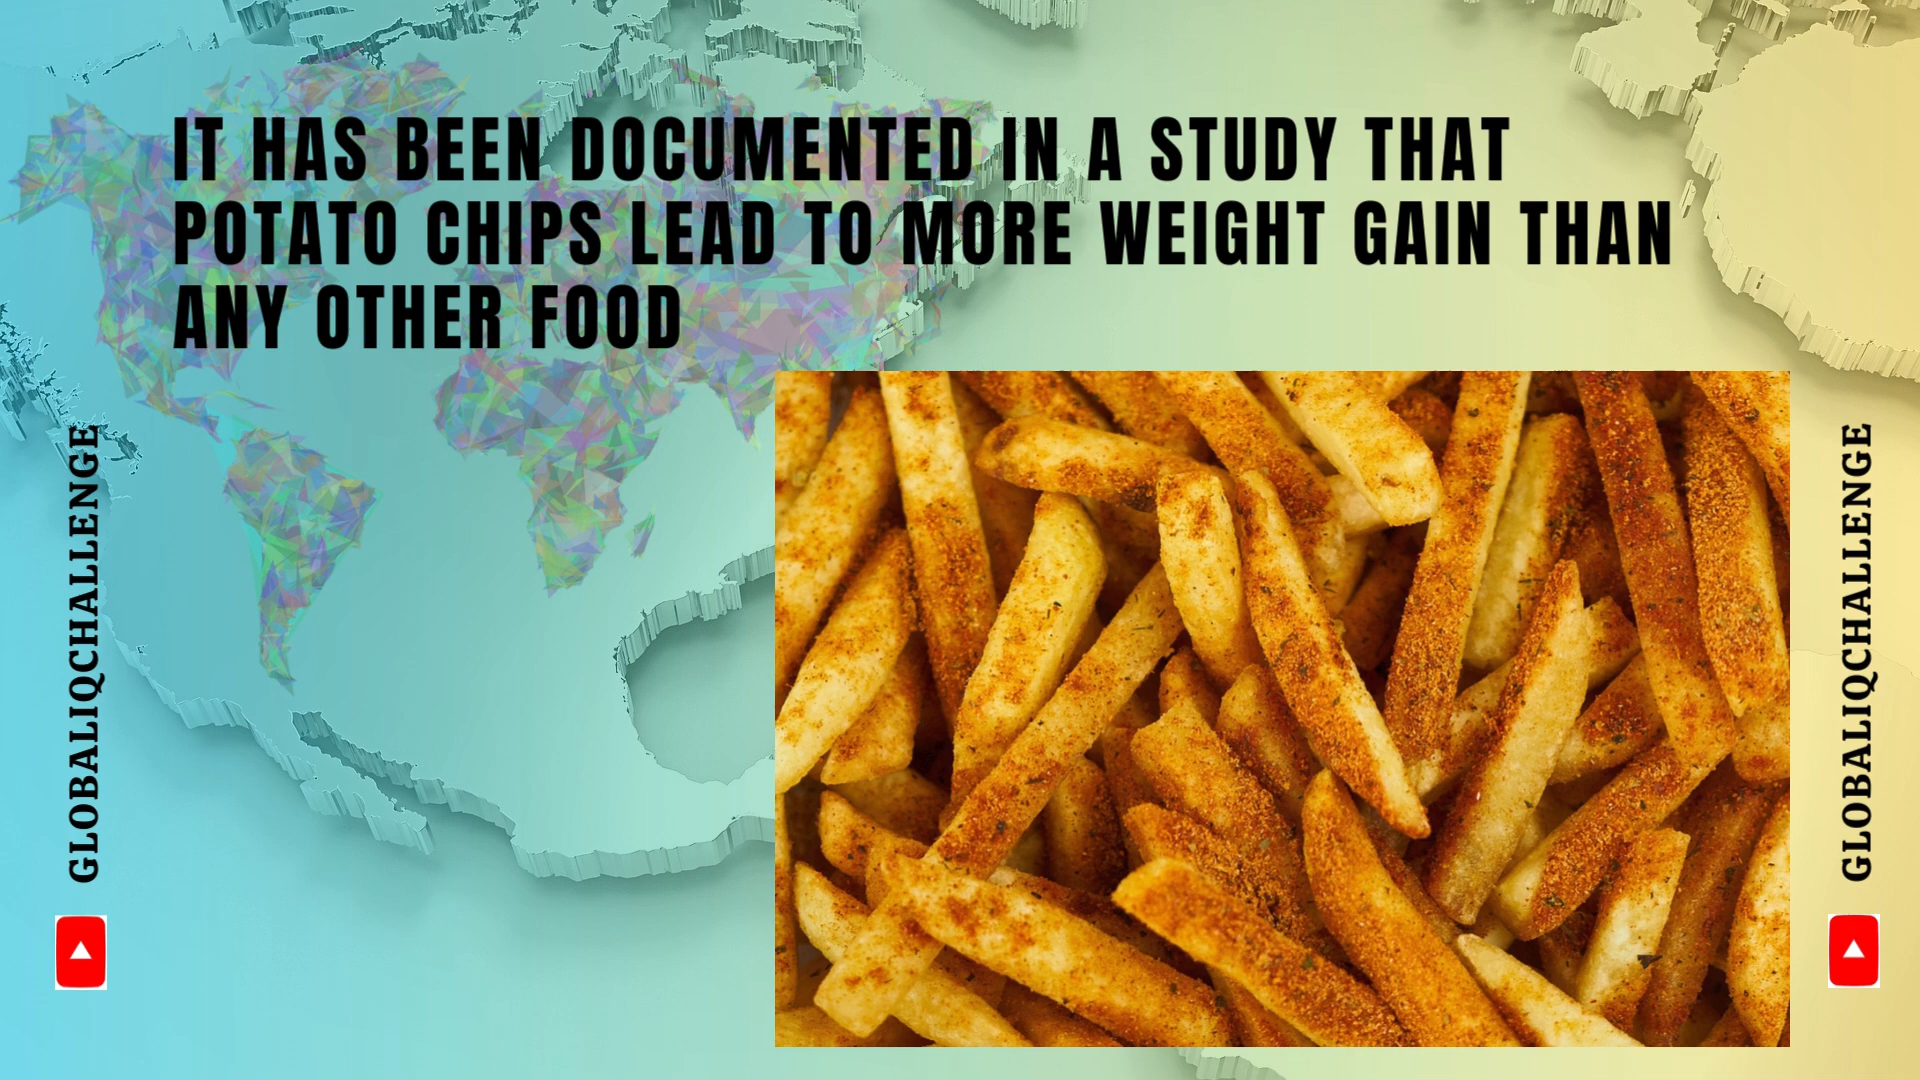 IT HAS BEEN DOCUMENTED IN A STUDY THAT
POTATO CHIPS LEAD TO MORE WEIGHT GAIN THAN
ANY OTHER FOOD
GLOBALIQCHALLENGE
GLOBALIQCHALLENGE